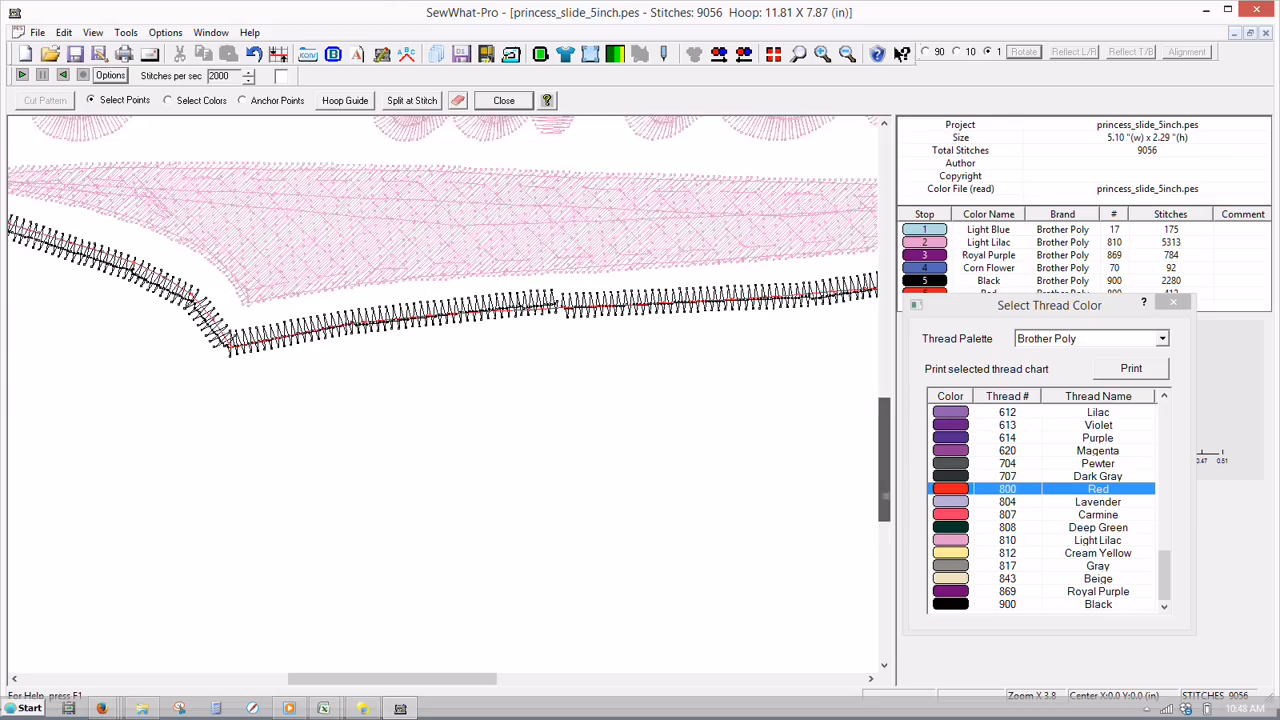 SewWhat-Pro - [princess_slide_5inch.pes - Stitches: 9056 Hoop: 11.81 X 7.87 (in)]
File Edit View Tools Options Window Help
90 10 Rotate Reflect L/R Reflect T/B Alignment
Options Stitches per sec 2000
Cut Pattern Select Points Select Colors Anchor Points Hoop Guide Split at Stitch Close
Project princess_slide_5inch.pes
Size 5.10 "(w) x 2.29 "(h)
Total Stitches 9056
Author
Copyright
Color File (read) princess_slide_5inch.pes
Stop Color Name Brand # Stitches Comment
1 Light Blue Brother Poly 17 175
2 Light Lilac Brother Poly 810 5313
3 Royal Purple Brother Poly 869 784
4 Corn Flower Brother Poly 70 92
5 Black Brother Poly 900 2280
Select Thread Color ?
Thread Palette Brother Poly
Print selected thread chart Print
Color Thread # Thread Name
612 Lilac
613 Violet
614 Purple
620 Magenta
704 Pewter
707 Dark Gray
800 Red
804 Lavender
807 Carmine
808 Deep Green
810 Light Lilac
812 Cream Yellow
817 Gray
843 Beige
869 Royal Purple
900 Black
0.47 0.51
For Help, press F1
Zoom X 3.8 Center X:0.0 Y:0.0 (in) STITCHES 9056
Start 10:48 AM